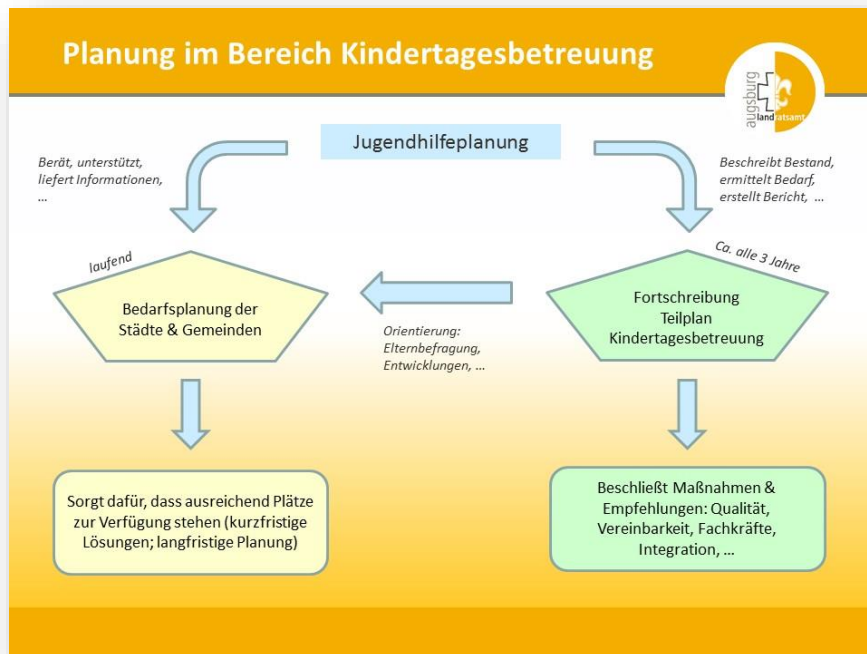 Planung im Bereich Kindertagesbetreuung
augsburg
landratsamt
Jugendhilfeplanung
Berät, unterstützt,
liefert Informationen,
…
Beschreibt Bestand,
ermittelt Bedarf,
erstellt Bericht, …
laufend
Ca. alle 3 Jahre
Bedarfsplanung der
Städte & Gemeinden
Orientierung:
Elternbefragung,
Entwicklungen, …
Fortschreibung
Teilplan
Kindertagesbetreuung
Sorgt dafür, dass ausreichend Plätze
zur Verfügung stehen (kurzfristige
Lösungen; langfristige Planung)
Beschließt Maßnahmen &
Empfehlungen: Qualität,
Vereinbarkeit, Fachkräfte,
Integration, …